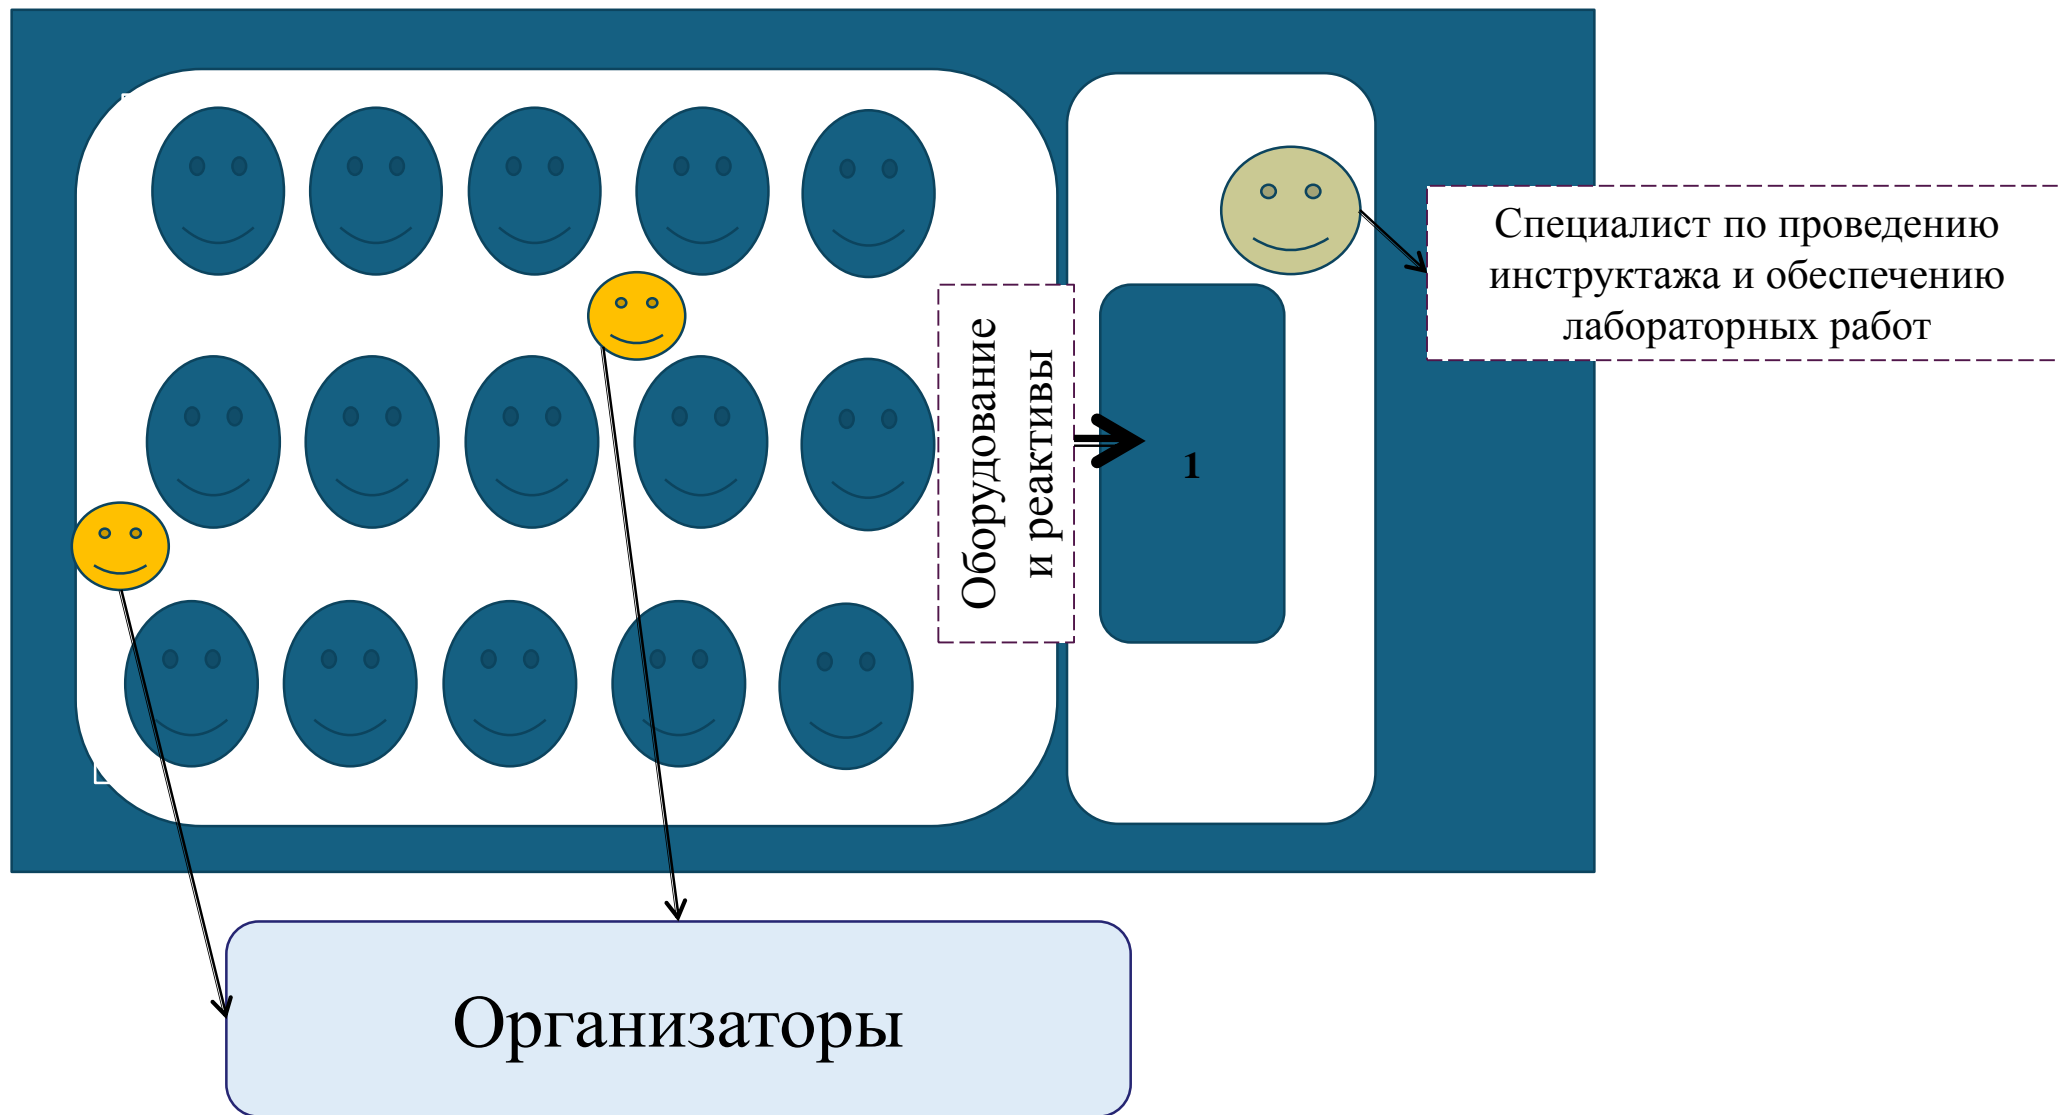 Специалист по проведению
инструктажа и обеспечению
лабораторных работ
Оборудование
и реактивы
1
Организаторы